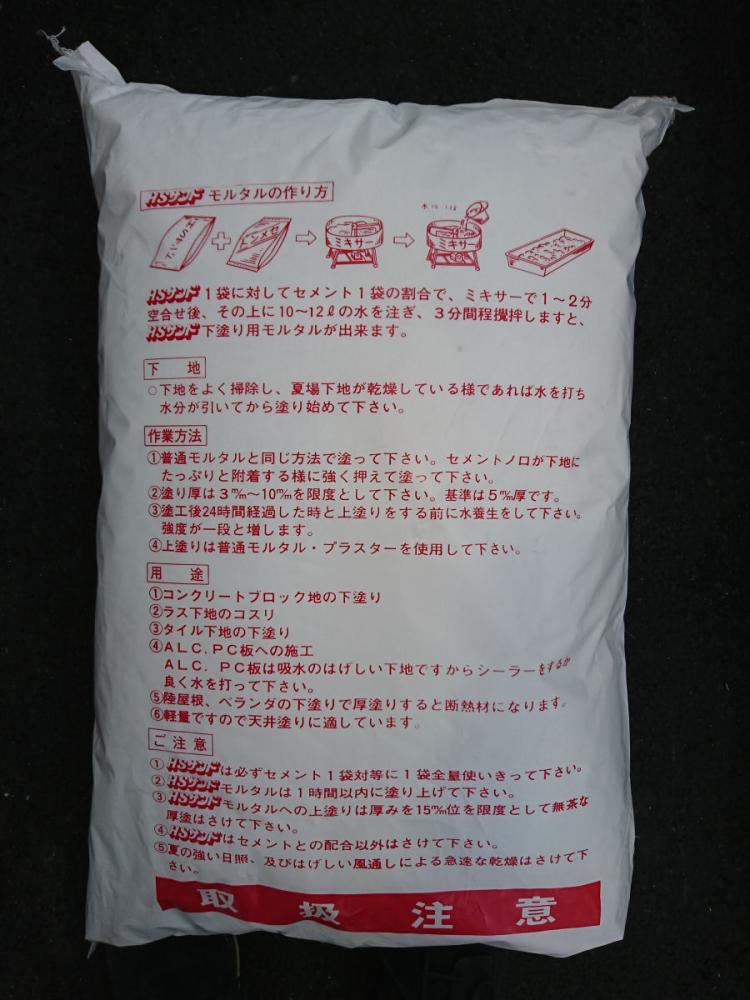 HSサンド モルタルの作り方
HSサンド
セメント
ミキサー
水10~12ℓ
ミキサー
HSサンド1袋に対してセメント1袋の割合で、ミキサーで1〜2分
空合せ後、その上に10〜12ℓの水を注ぎ、3分間程攪拌しますと、
HSサンド下塗り用モルタルが出来ます。
下 地
○下地をよく掃除し、夏場下地が乾燥している様であれば水を打ち
水分が引いてから塗り始めて下さい。
作業方法
①普通モルタルと同じ方法で塗って下さい。セメントノロが下地に
たっぷりと附着する様に強く押えて塗って下さい。
②塗り厚は3m/m〜10m/mを限度として下さい。基準は5m/m厚です。
③塗工後24時間経過した時と上塗りをする前に水養生をして下さい。
強度が一段と増します。
④上塗りは普通モルタル・プラスターを使用して下さい。
用 途
①コンクリートブロック地の下塗り
②ラス下地のコスリ
③タイル下地の下塗り
④ALC.PC板への施工
ALC.PC板は吸水のはげしい下地ですからシーラーをするか
良く水を打って下さい。
⑤陸屋根、ベランダの下塗りで厚塗りすると断熱材になります。
⑥軽量ですので天井塗りに適しています。
ご注意
①HSサンドは必ずセメント1袋対等に1袋全量使いきって下さい。
②HSサンドモルタルは1時間以内に塗り上げて下さい。
③HSサンドモルタルへの上塗りは厚みを15m/m位を限度として無茶な
厚塗はさけて下さい。
④HSサンドはセメントとの配合以外はさけて下さい。
⑤夏の強い日照、及びはげしい風通しによる急速な乾燥はさけて下
さい。
取扱注意